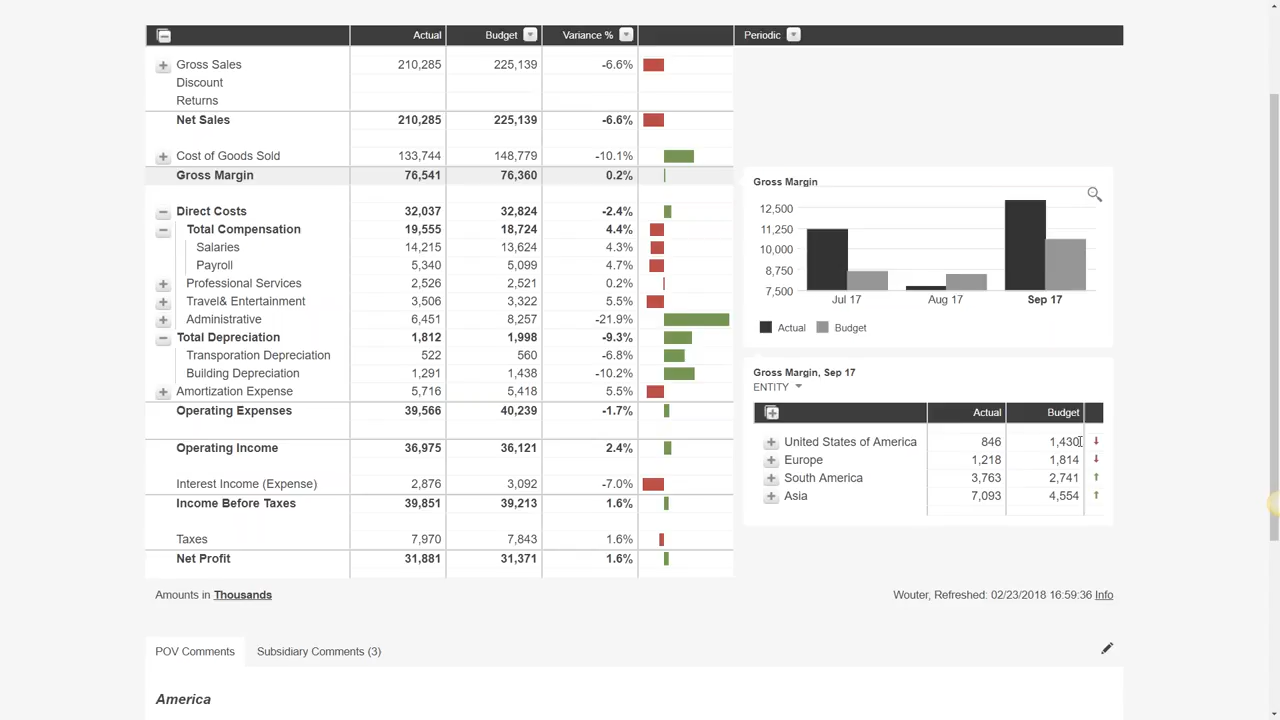 Actual Budget Variance % Periodic
Gross Sales 210,285 225,139 -6.6%
Discount
Returns
Net Sales 210,285 225,139 -6.6%
Cost of Goods Sold 133,744 148,779 -10.1%
Gross Margin 76,541 76,360 0.2%
Direct Costs 32,037 32,824 -2.4%
Total Compensation 19,555 18,724 4.4%
Salaries 14,215 13,624 4.3%
Payroll 5,340 5,099 4.7%
Professional Services 2,526 2,521 0.2%
Travel& Entertainment 3,506 3,322 5.5%
Administrative 6,451 8,257 -21.9%
Total Depreciation 1,812 1,998 -9.3%
Transporation Depreciation 522 560 -6.8%
Building Depreciation 1,291 1,438 -10.2%
Amortization Expense 5,716 5,418 5.5%
Operating Expenses 39,566 40,239 -1.7%
Operating Income 36,975 36,121 2.4%
Interest Income (Expense) 2,876 3,092 -7.0%
Income Before Taxes 39,851 39,213 1.6%
Taxes 7,970 7,843 1.6%
Net Profit 31,881 31,371 1.6%
Gross Margin
12,500
11,250
10,000
8,750
7,500
Jul 17 Aug 17 Sep 17
Actual Budget
Gross Margin, Sep 17
ENTITY
Actual Budget
United States of America 846 1,430
Europe 1,218 1,814
South America 3,763 2,741
Asia 7,093 4,554
Amounts in Thousands
Wouter, Refreshed: 02/23/2018 16:59:36 Info
POV Comments Subsidiary Comments (3)
America